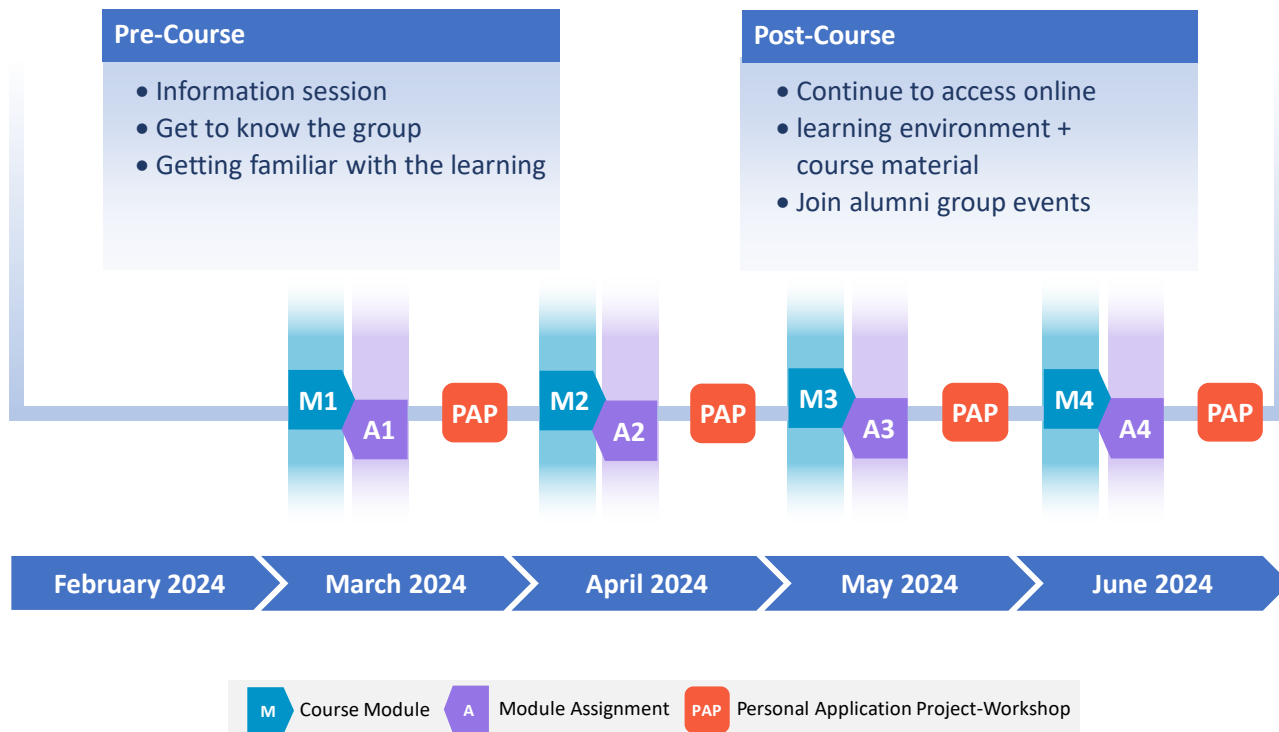 Pre-Course
• Information session
• Get to know the group
• Getting familiar with the learning
Post-Course
• Continue to access online
• learning environment +
course material
• Join alumni group events
M1
A1
PAP
M2
A2
PAP
M3
A3
PAP
M4
A4
PAP
February 2024
March 2024
April 2024
May 2024
June 2024
M Course Module
A Module Assignment
PAP Personal Application Project-Workshop